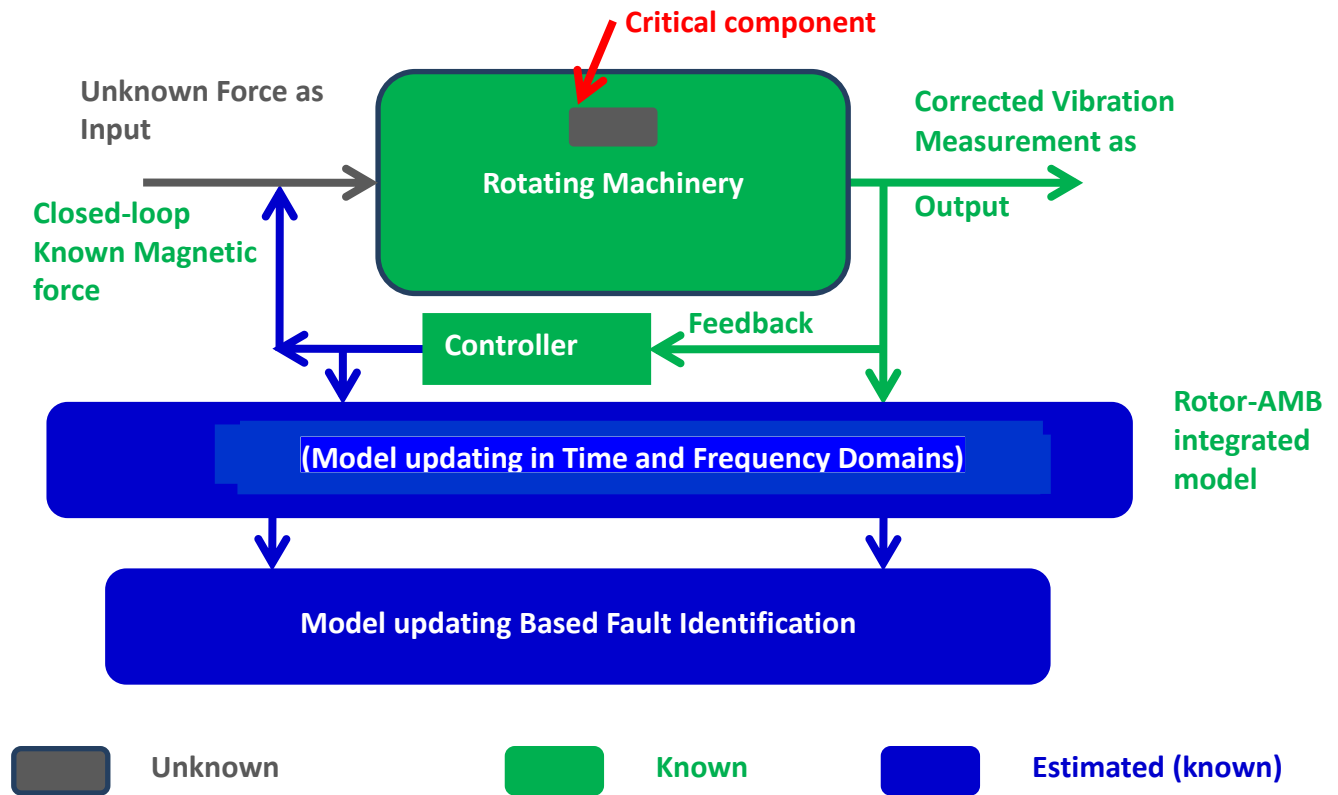 Critical component
Unknown Force as
Input
Corrected Vibration
Measurement as
Output
Rotating Machinery
Closed-loop
Known Magnetic
force
Feedback
Controller
Rotor-AMB
integrated
model
(Model updating in Time and Frequency Domains)
Model updating Based Fault Identification
Unknown
Known
Estimated (known)